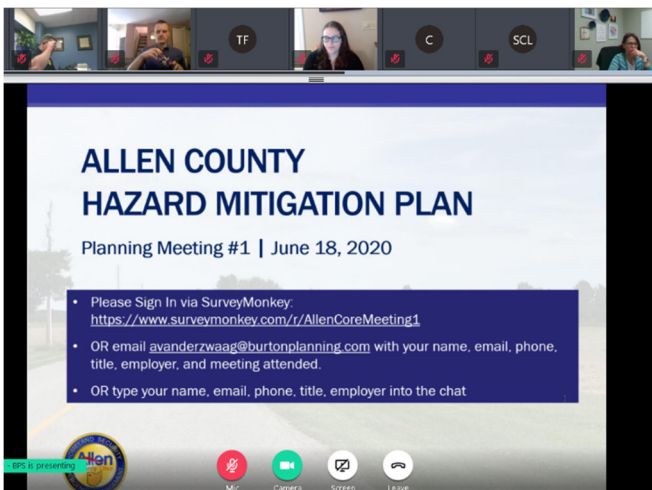 TF
C
SCL
ALLEN COUNTY
HAZARD MITIGATION PLAN
Planning Meeting #1 | June 18, 2020
• Please Sign In via SurveyMonkey:
https://www.surveymonkey.com/r/AllenCoreMeeting1
• OR email avanderzwaag@burtonplanning.com with your name, email, phone,
title, employer, and meeting attended.
• OR type your name, email, phone, title, employer into the chat
Allen
- BPS is presenting
Mic
Camera
Screen
Leave